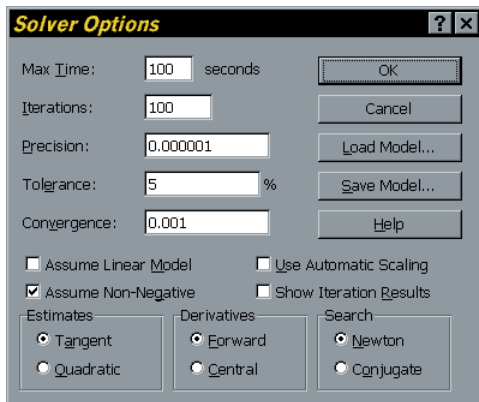 Solver Options
Max Time: 100 seconds OK
Iterations: 100 Cancel
Precision: 0.000001 Load Model...
Tolerance: 5 % Save Model...
Convergence: 0.001 Help
Assume Linear Model Use Automatic Scaling
Assume Non-Negative Show Iteration Results
Estimates Derivatives Search
Tangent Forward Newton
Quadratic Central Conjugate